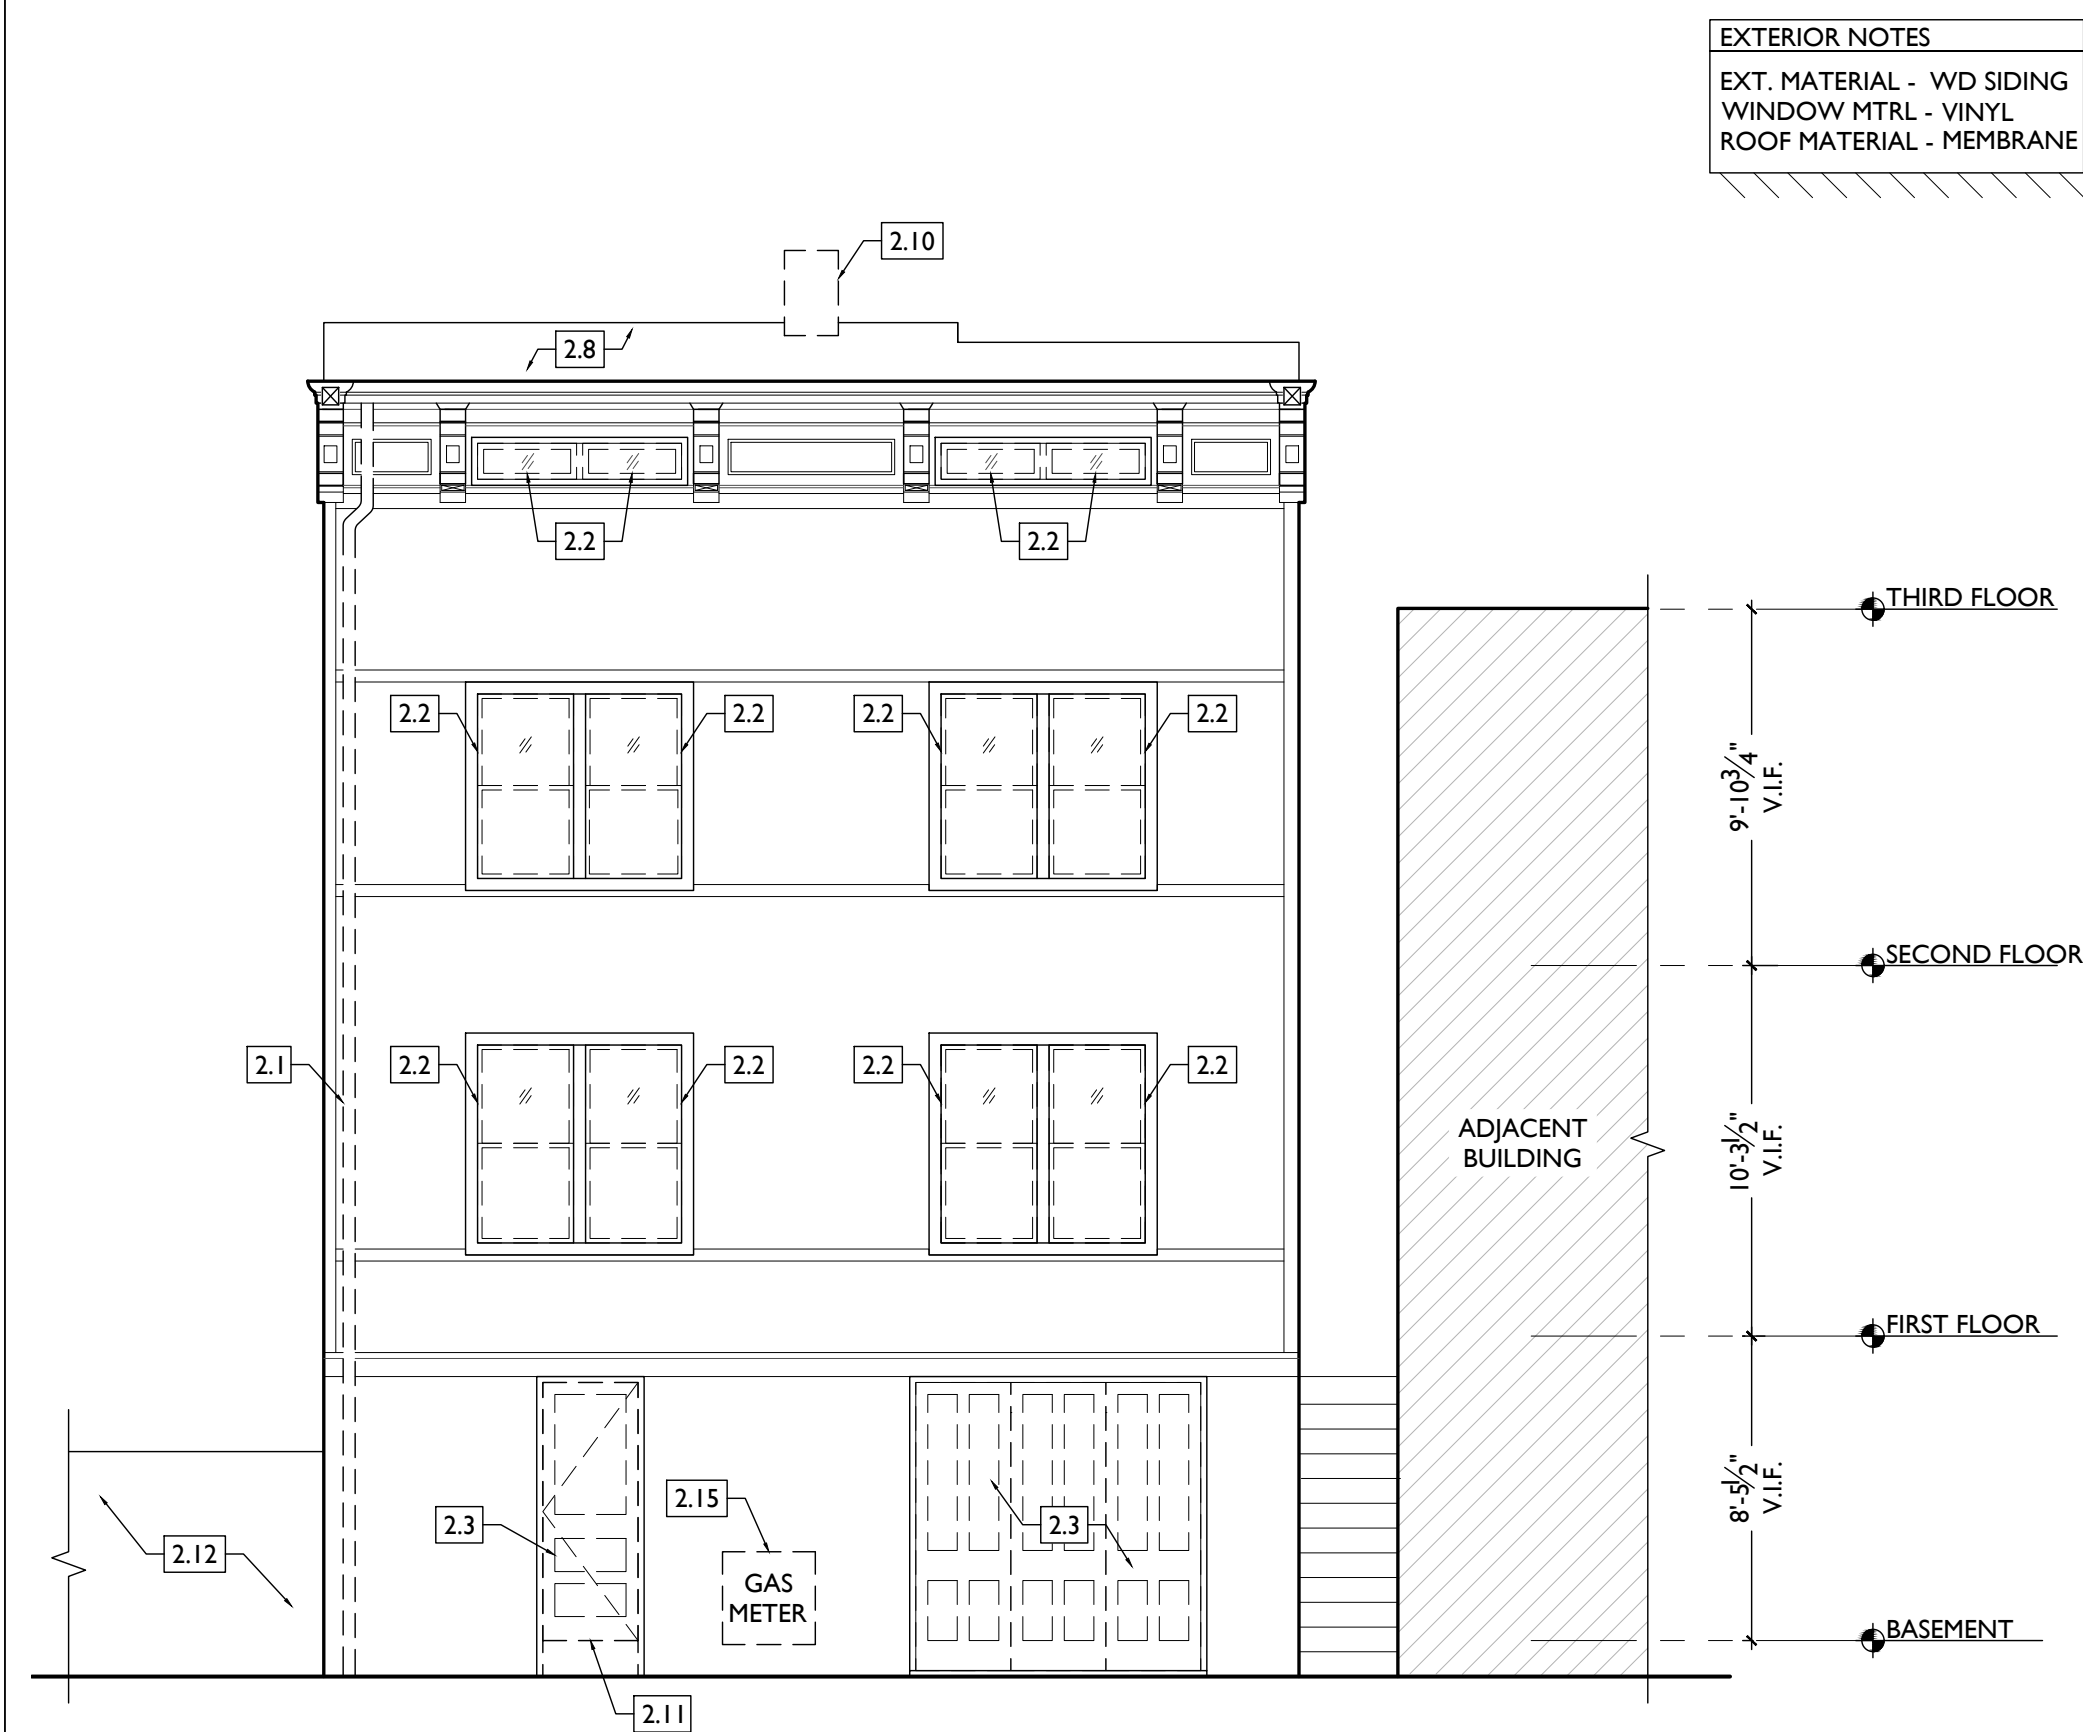 EXTERIOR NOTES
EXT. MATERIAL - WD SIDING
WINDOW MTRL - VINYL
ROOF MATERIAL - MEMBRANE
2.10
2.8
2.2
2.2
THIRD FLOOR
2.2
2.2
2.2
2.2
9'-10 3/4"
V.I.F.
SECOND FLOOR
2.1
2.2
2.2
2.2
2.2
ADJACENT
BUILDING
10'-3 1/2"
V.I.F.
FIRST FLOOR
2.12
2.3
2.15
GAS
METER
2.3
8'-5 1/2"
V.I.F.
BASEMENT
2.11